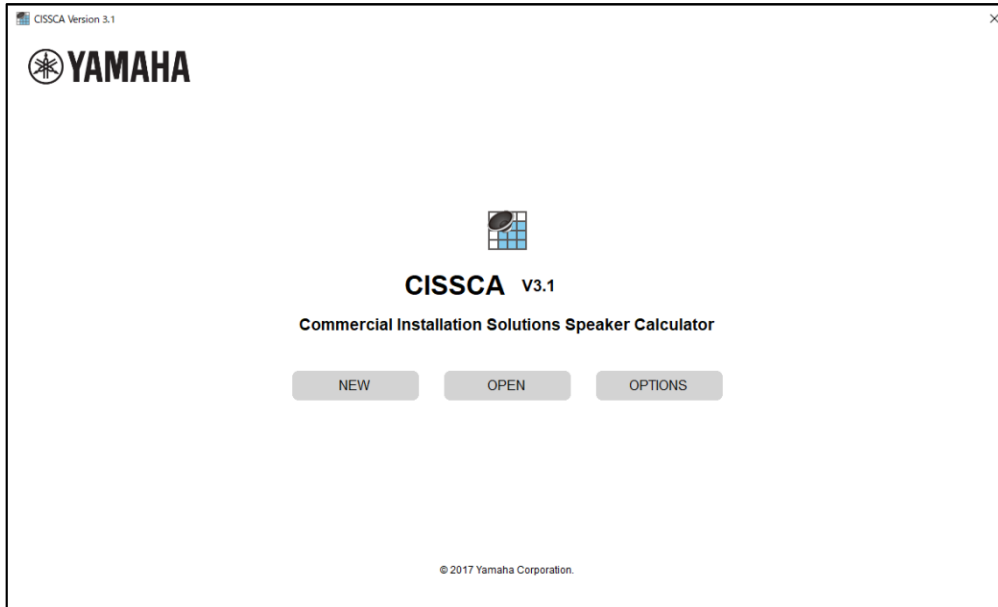 CISSCA Version 3.1
YAMAHA
CISSCA V3.1
Commercial Installation Solutions Speaker Calculator
NEW OPEN OPTIONS
© 2017 Yamaha Corporation.